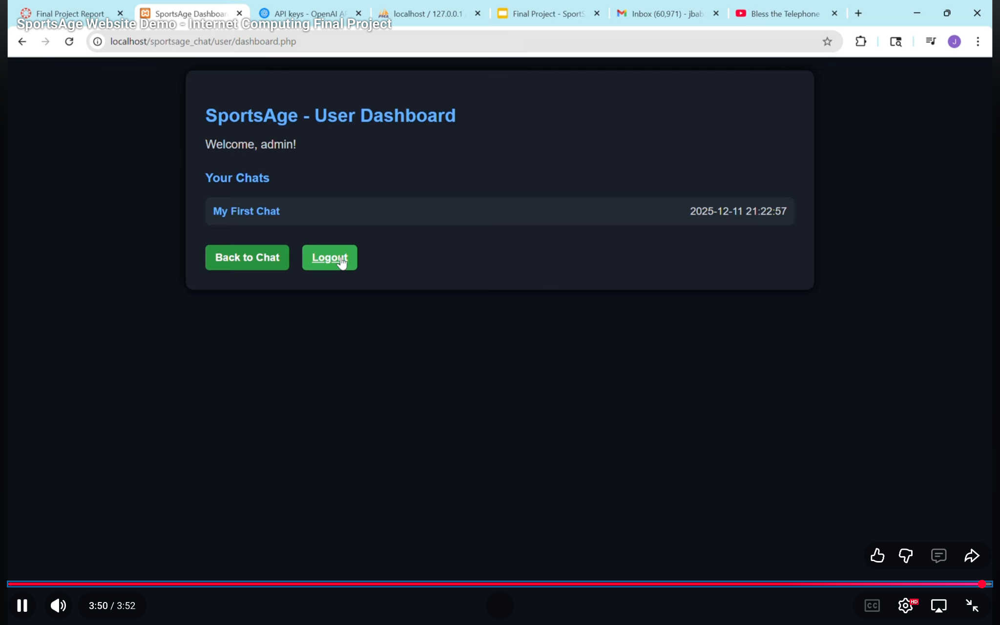 Final Project Report
SportsAge Dashboar
API keys - OpenAI AP
localhost / 127.0.0.1
Final Project - SportS
Inbox (60,971) - jbab
Bless the Telephone
SportsAge Website Demo - Internet Computing Final Project
localhost/sportsage_chat/user/dashboard.php
J
SportsAge - User Dashboard
Welcome, admin!
Your Chats
My First Chat 2025-12-11 21:22:57
Back to Chat Logout
3:50 / 3:52
CC
HD